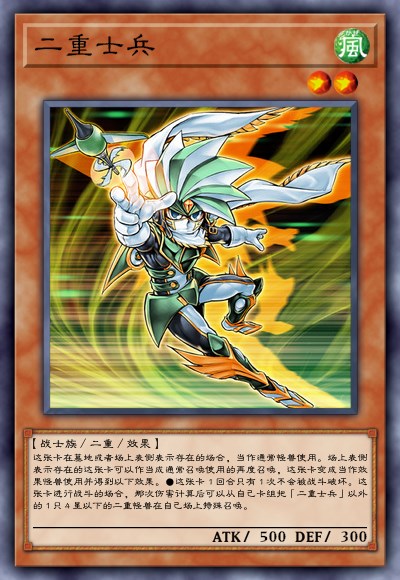 二重士兵
風
【战士族／二重／效果】
这张卡在墓地或者场上表侧表示存在的场合，当作通常怪兽使用。场上表侧
表示存在的这张卡可以作当成通常召唤使用的再度召唤，这张卡变成当作效
果怪兽使用并得到以下效果。●这张卡1回合只有1次不会被战斗破坏。这
张卡进行战斗的场合，那次伤害计算后可以从自己卡组把「二重士兵」以外
的1只4星以下的二重怪兽在自己场上特殊召唤。
ATK/ 500 DEF/ 300